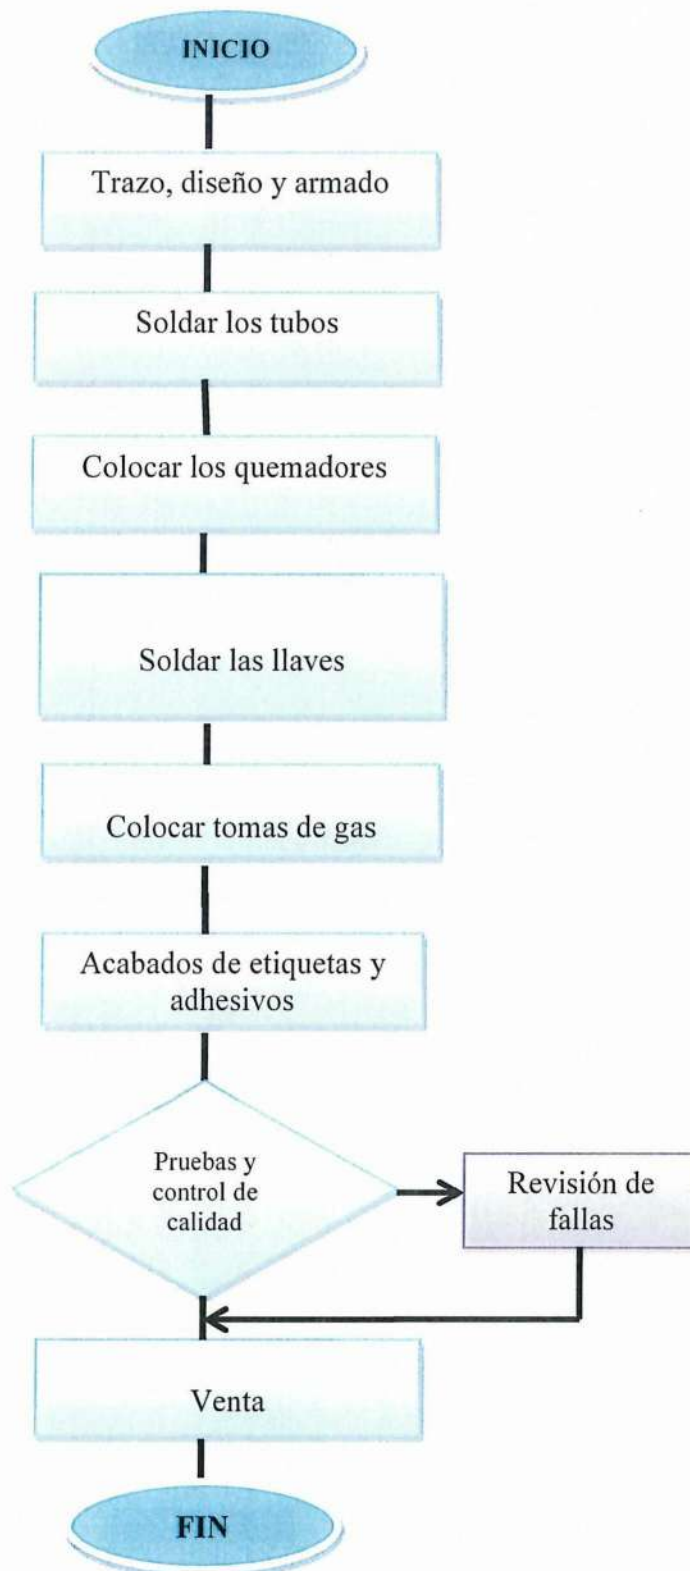 INICIO
Trazo, diseño y armado
Soldar los tubos
Colocar los quemadores
Soldar las llaves
Colocar tomas de gas
Acabados de etiquetas y
adhesivos
Pruebas y
control de
calidad
Revisión de
fallas
Venta
FIN